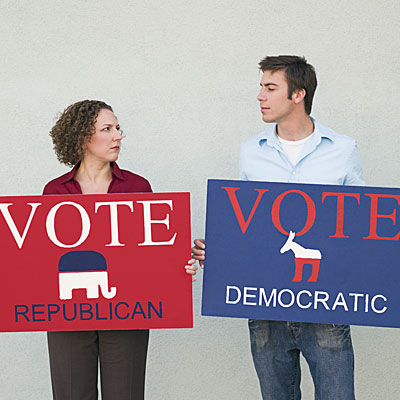 VOTE
REPUBLICAN
VOTE
DEMOCRATIC